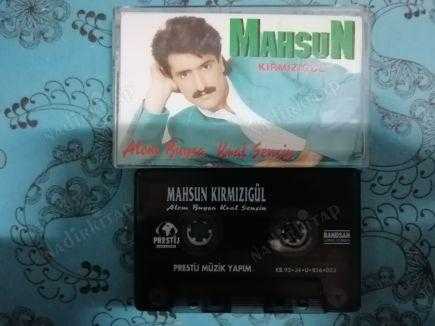 MAHSUN
KIRMIZIGÜL
Alem Buysa Kral Sensin
MAHSUN KIRMIZIGÜL
Alem Buysa Kral Sensin
PRESTİJ
BANDSAN
PRESTİJ MÜZİK YAPIM